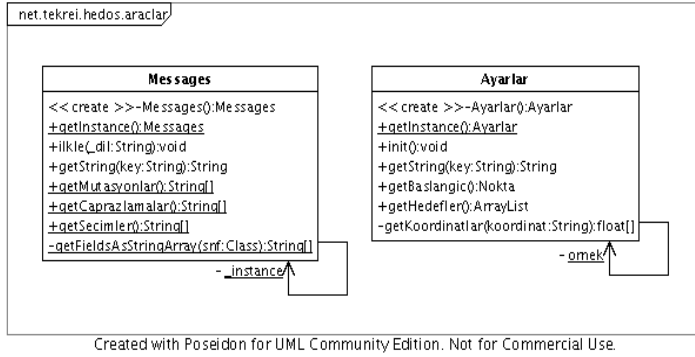 net.tekrei.hedos.araclar
Messages
<< create >>-Messages():Messages
+getInstance():Messages
+ilkle(_dil:String):void
+getString(key:String):String
+getMutasyonlar():String[]
+getCaprazlamalar():String[]
+getSecimler():String[]
-getFieldsAsStringArray(snf:Class):String[]
- _instance
Ayarlar
<< create >>-Ayarlar():Ayarlar
+getInstance():Ayarlar
+init():void
+getString(key:String):String
+getBaslangic():Nokta
+getHedefler():ArrayList
-getKoordinatlar(koordinat:String):float[]
- ornek
Created with Poseidon for UML Community Edition. Not for Commercial Use.